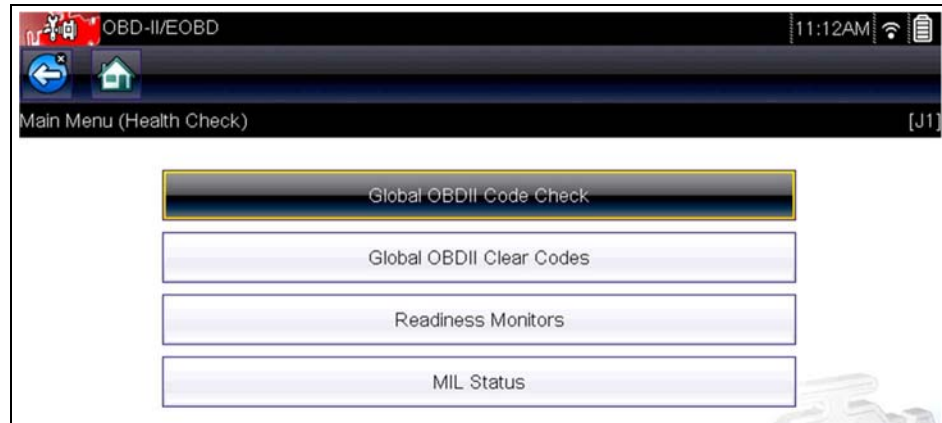 OBD-II/EOBD 11:12AM
Main Menu (Health Check) [J1]
Global OBDII Code Check
Global OBDII Clear Codes
Readiness Monitors
MIL Status